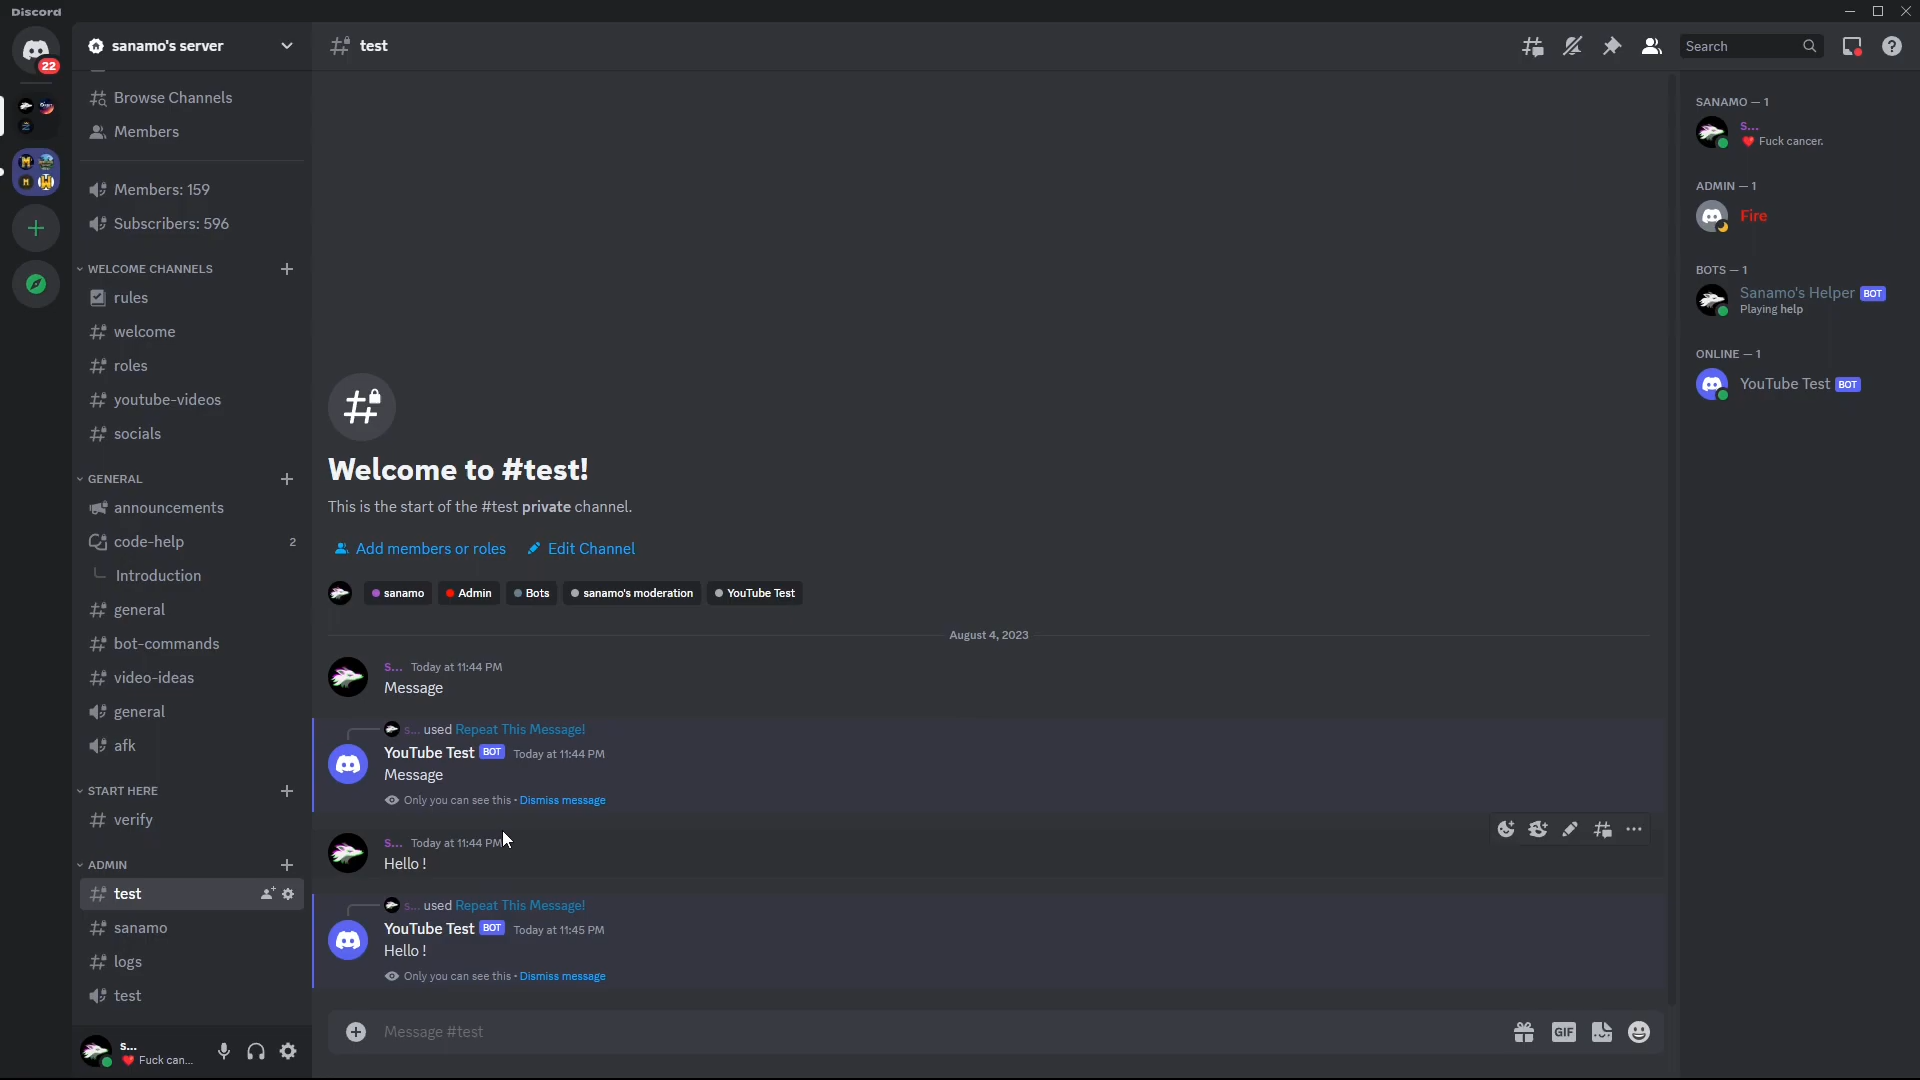 Discord
22
sanamo's server
test
Search
Browse Channels
Members
Members: 159
Subscribers: 596
WELCOME CHANNELS
rules
welcome
roles
youtube-videos
socials
GENERAL
announcements
code-help 2
Introduction
general
bot-commands
video-ideas
general
afk
START HERE
verify
ADMIN
test
sanamo
logs
test
s...
Fuck can...
Welcome to #test!
This is the start of the #test private channel.
Add members or roles Edit Channel
sanamo Admin Bots sanamo's moderation YouTube Test
August 4, 2023
s... Today at 11:44 PM
Message
s... used Repeat This Message!
YouTube Test BOT Today at 11:44 PM
Message
Only you can see this • Dismiss message
s... Today at 11:44 PM
Hello !
s... used Repeat This Message!
YouTube Test BOT Today at 11:45 PM
Hello !
Only you can see this • Dismiss message
Message #test
GIF
SANAMO — 1
s...
Fuck cancer.
ADMIN — 1
Fire
BOTS — 1
Sanamo's Helper BOT
Playing help
ONLINE — 1
YouTube Test BOT